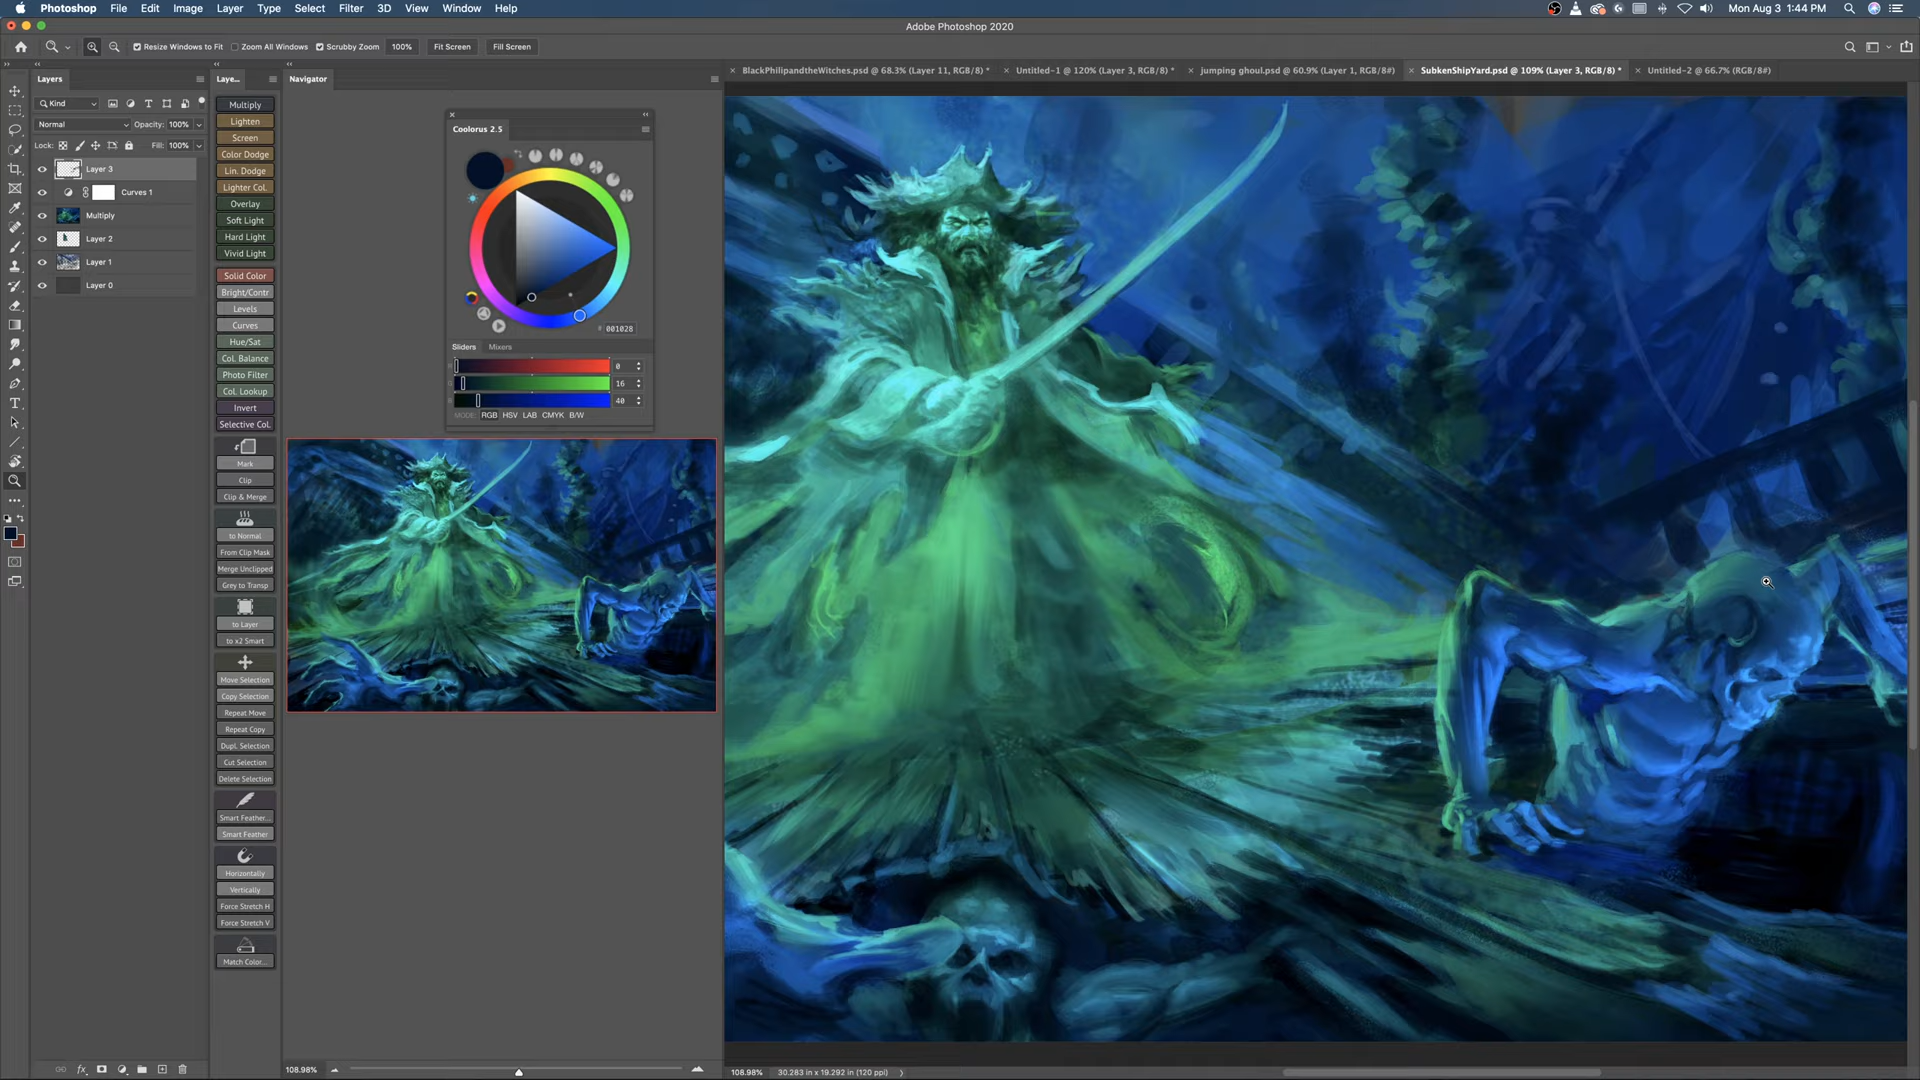 Photoshop File Edit Image Layer Type Select Filter 3D View Window Help Mon Aug 3 1:44 PM
Adobe Photoshop 2020
Resize Windows to Fit Zoom All Windows Scrubby Zoom 100% Fit Screen Fill Screen
BlackPhilipandtheWitches.psd @ 68.3% (Layer 11, RGB/8) *
Untitled-1 @ 120% (Layer 3, RGB/8) *
jumping ghoul.psd @ 60.9% (Layer 1, RGB/8#)
SubkenShipYard.psd @ 109% (Layer 3, RGB/8) *
Untitled-2 @ 66.7% (RGB/8#)
Layers
Kind
Normal Opacity: 100%
Lock: Fill: 100%
Layer 3
Curves 1
Multiply
Layer 2
Layer 1
Layer 0
Laye...
Multiply
Lighten
Screen
Color Dodge
Lin. Dodge
Lighter Col.
Overlay
Soft Light
Hard Light
Vivid Light
Solid Color
Bright/Contr
Levels
Curves
Hue/Sat
Col. Balance
Photo Filter
Col. Lookup
Invert
Selective Col.
Mark
Clip
Clip & Merge
to Normal
From Clip Mask
Merge Unclipped
Grey to Transp
to Layer
to x2 Smart
Move Selection
Copy Selection
Repeat Move
Repeat Copy
Dupl. Selection
Cut Selection
Delete Selection
Smart Feather...
Smart Feather
Horizontally
Vertically
Force Stretch H
Force Stretch V
Match Color...
Navigator
Coolorus 2.5
# 001028
Sliders Mixers
0
16
40
MODE: RGB HSV LAB CMYK B/W
108.98%
108.98% 30.283 in x 19.292 in (120 ppi)